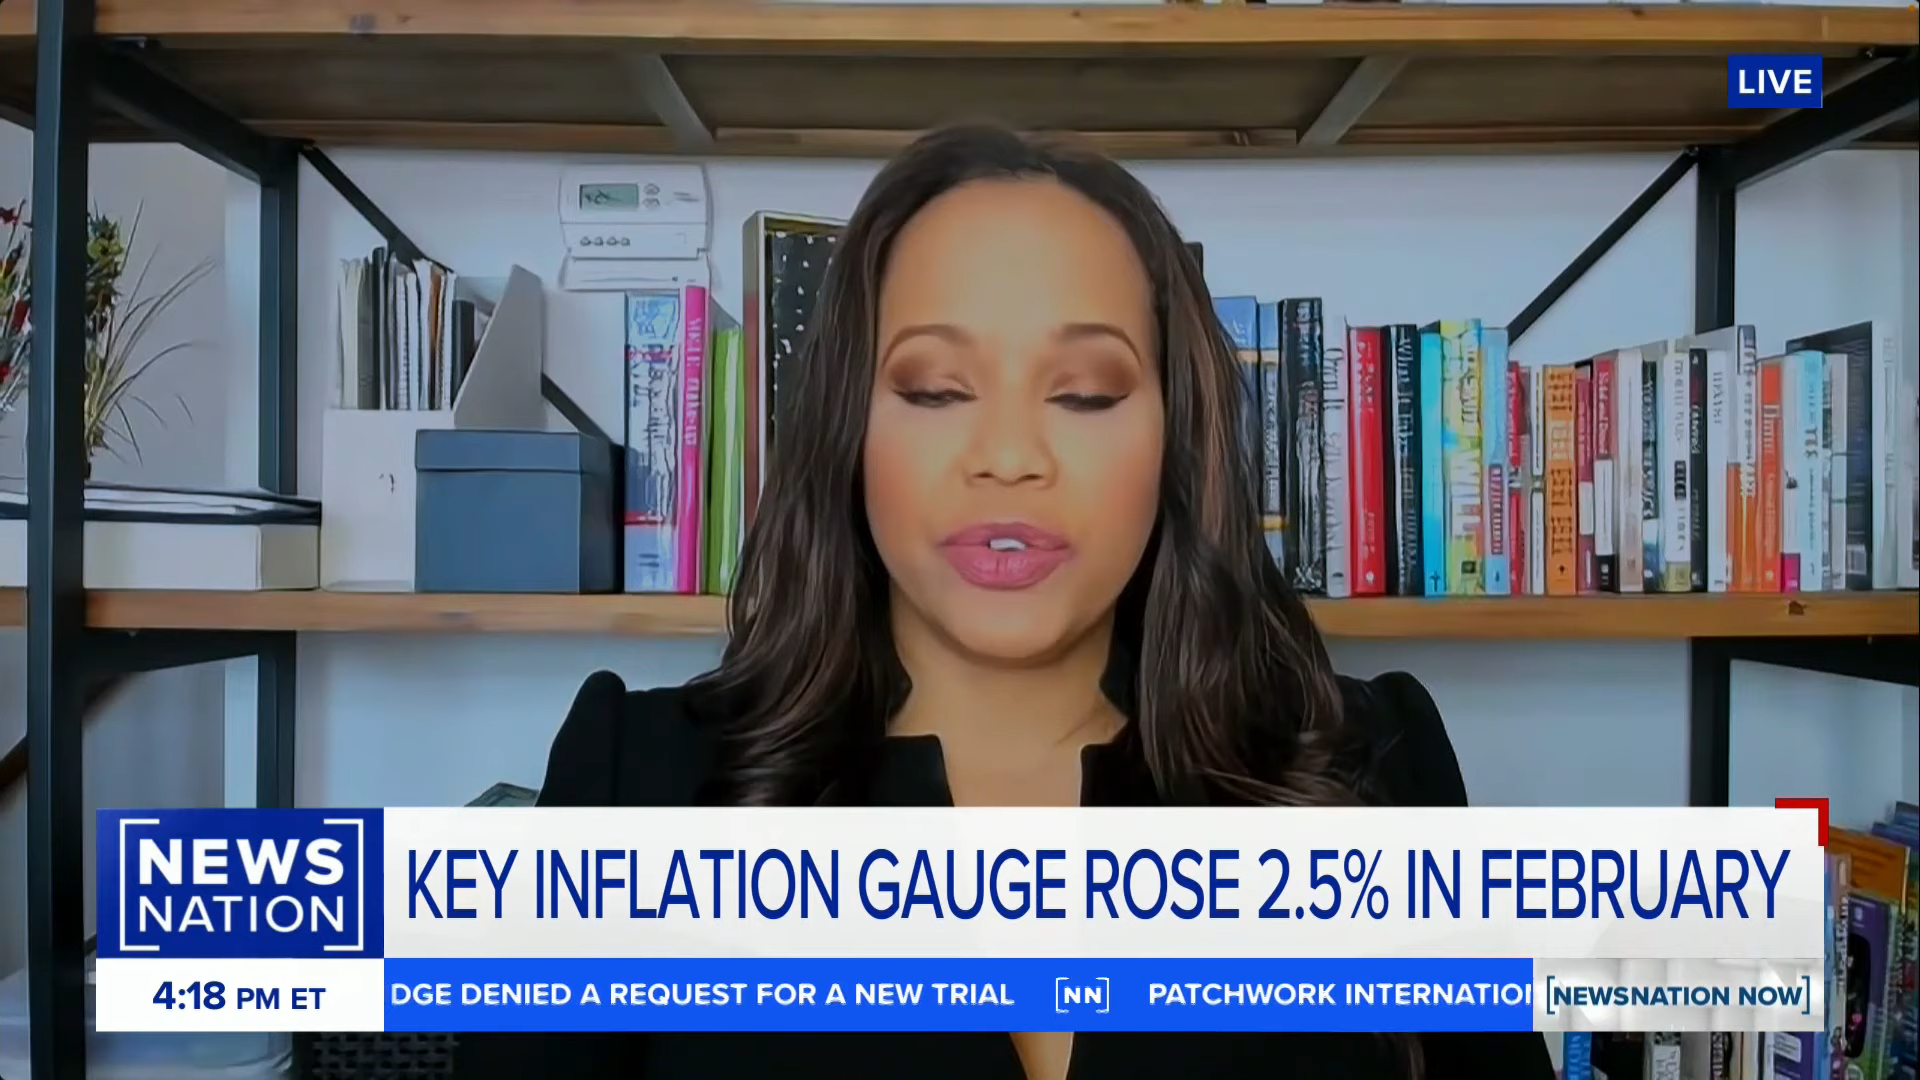 LIVE
NEWS
NATION
KEY INFLATION GAUGE ROSE 2.5% IN FEBRUARY
4:18 PM ET
DGE DENIED A REQUEST FOR A NEW TRIAL [NN] PATCHWORK INTERNATIO
[NEWSNATION NOW]